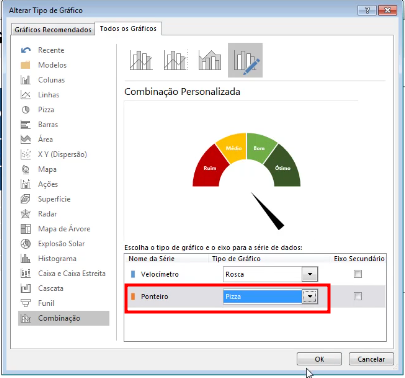 Alterar Tipo de Gráfico
Gráficos Recomendados
Todos os Gráficos
Recente
Modelos
Colunas
Linhas
Pizza
Barras
Área
X Y (Dispersão)
Mapa
Ações
Superfície
Radar
Mapa de Árvore
Explosão Solar
Histograma
Caixa e Caixa Estreita
Cascata
Funil
Combinação
Combinação Personalizada
Ruim
Médio
Bom
Ótimo
Escolha o tipo de gráfico e o eixo para a série de dados:
Nome da Série Tipo de Gráfico Eixo Secundário
Velocímetro Rosca
Ponteiro Pizza
OK Cancelar